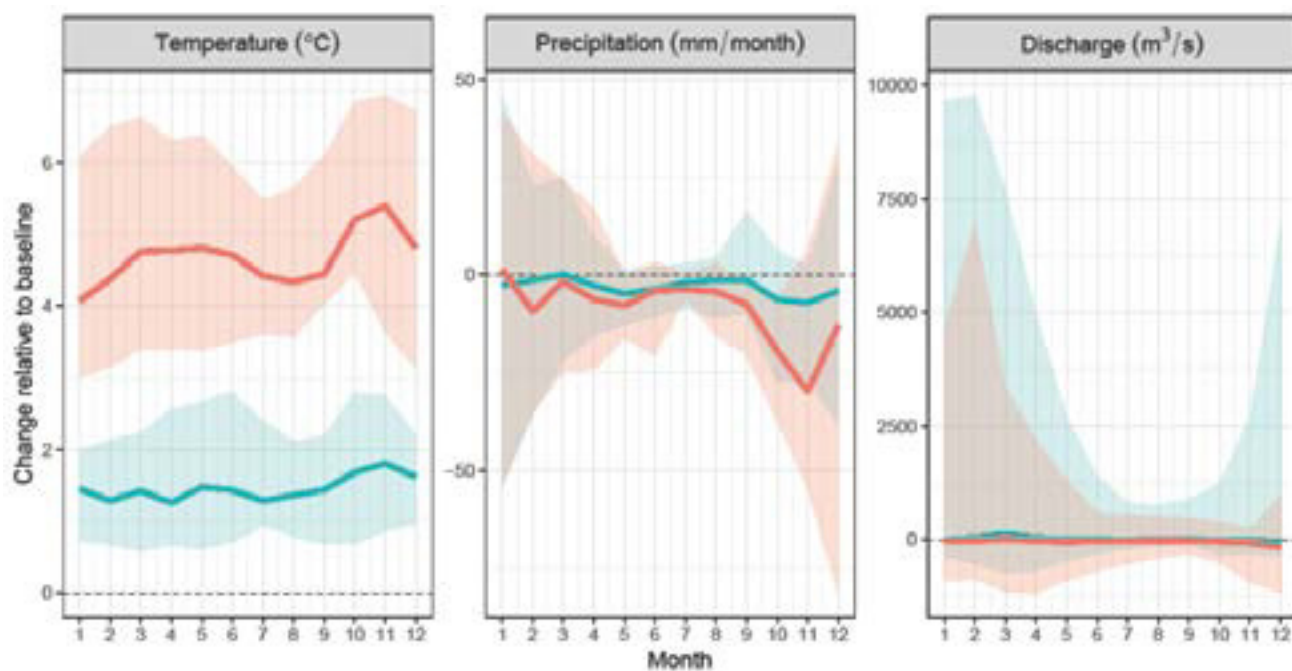 Temperature (°C)
Precipitation (mm/month)
Discharge (m³/s)
Change relative to baseline
6
4
2
0
50
0
−50
10000
7500
5000
2500
0
1 2 3 4 5 6 7 8 9 10 11 12
1 2 3 4 5 6 7 8 9 10 11 12
1 2 3 4 5 6 7 8 9 10 11 12
Month